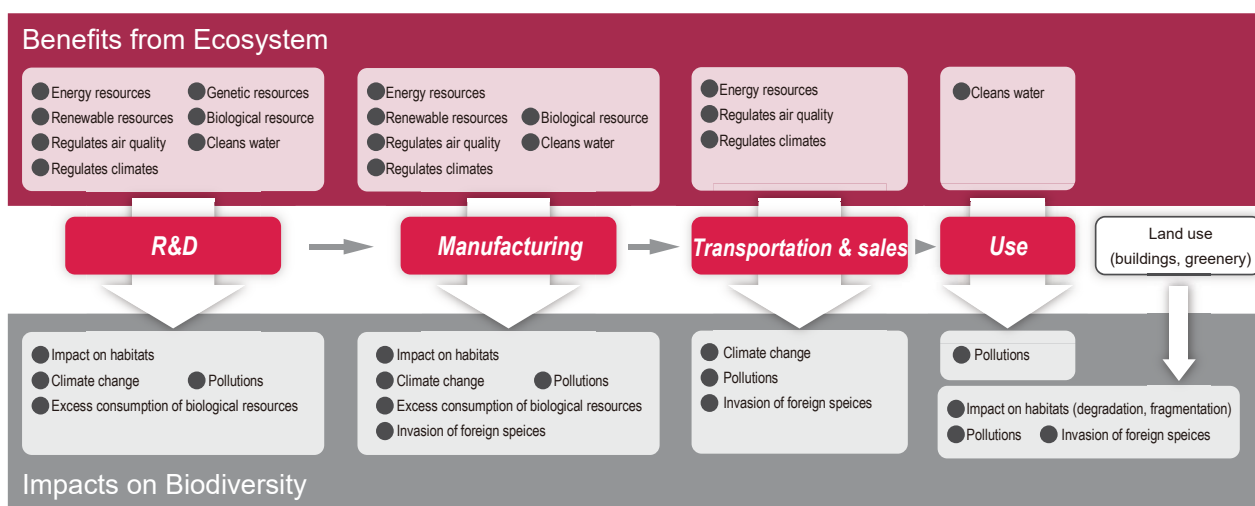 Benefits from Ecosystem
Energy resources
Genetic resources
Renewable resources
Biological resource
Regulates air quality
Cleans water
Regulates climates
Energy resources
Renewable resources
Biological resource
Regulates air quality
Cleans water
Regulates climates
Energy resources
Regulates air quality
Regulates climates
Cleans water
R&D
Manufacturing
Transportation & sales
Use
Land use
(buildings, greenery)
Impact on habitats
Climate change
Pollutions
Excess consumption of biological resources
Impact on habitats
Climate change
Pollutions
Excess consumption of biological resources
Invasion of foreign speices
Climate change
Pollutions
Invasion of foreign speices
Pollutions
Impact on habitats (degradation, fragmentation)
Pollutions
Invasion of foreign speices
Impacts on Biodiversity